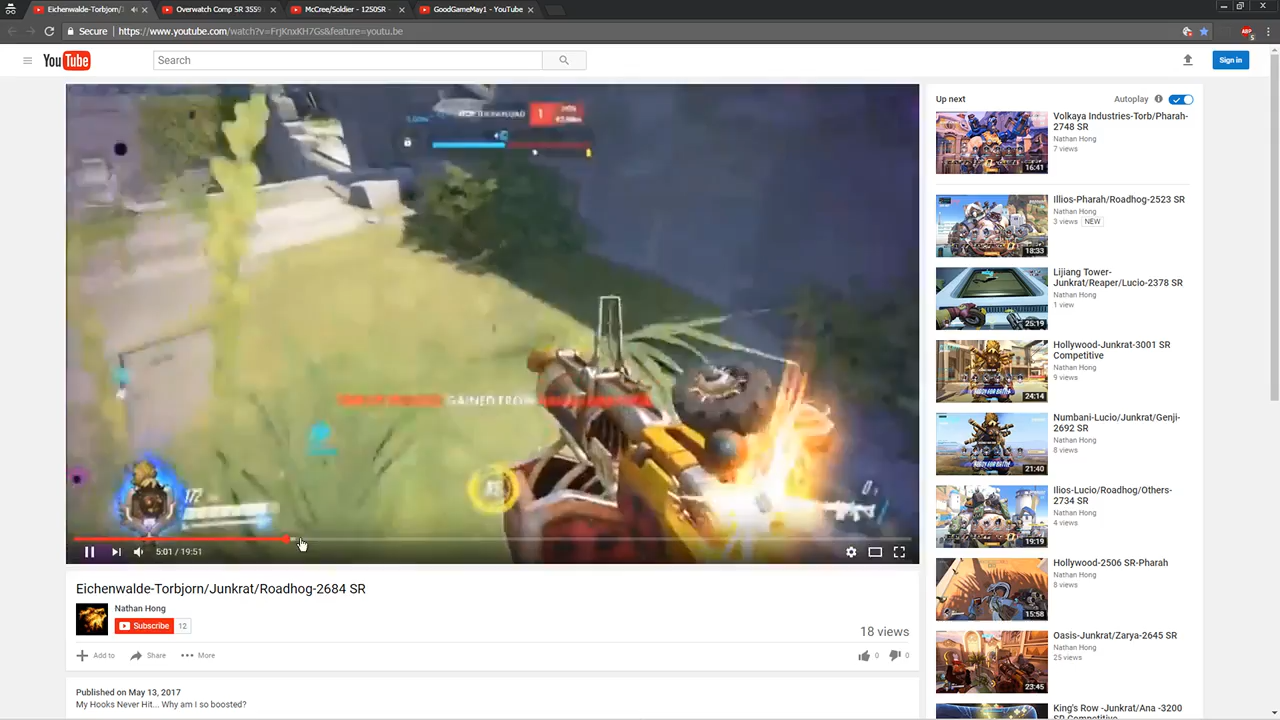 Eichenwalde-Torbjorn/J
Overwatch Comp SR 355
McCree/Soldier - 1250SR
GoodGamePlay1 - YouTube
Secure
https://www.youtube.com/watch?v=FrjKnxKH7Gs&feature=youtu.be
ABP
YouTube
Search
Sign in
1
GAINED FROM
5:01 / 19:51
Eichenwalde-Torbjorn/Junkrat/Roadhog-2684 SR
Nathan Hong
Subscribe 12
18 views
Add to Share More
0 0
Published on May 13, 2017
My Hooks Never Hit... Why am I so boosted?
Up next
Autoplay
Volkaya Industries-Torb/Pharah-
2748 SR
Nathan Hong
7 views
16:41
Illios-Pharah/Roadhog-2523 SR
Nathan Hong
3 views NEW
18:33
Lijiang Tower-
Junkrat/Reaper/Lucio-2378 SR
Nathan Hong
1 view
25:19
Hollywood-Junkrat-3001 SR
Competitive
Nathan Hong
9 views
24:14
Numbani-Lucio/Junkrat/Genji-
2692 SR
Nathan Hong
8 views
21:40
Ilios-Lucio/Roadhog/Others-
2734 SR
Nathan Hong
4 views
19:19
Hollywood-2506 SR-Pharah
Nathan Hong
8 views
15:58
Oasis-Junkrat/Zarya-2645 SR
Nathan Hong
25 views
23:45
King's Row -Junkrat/Ana -3200
SR Competitive